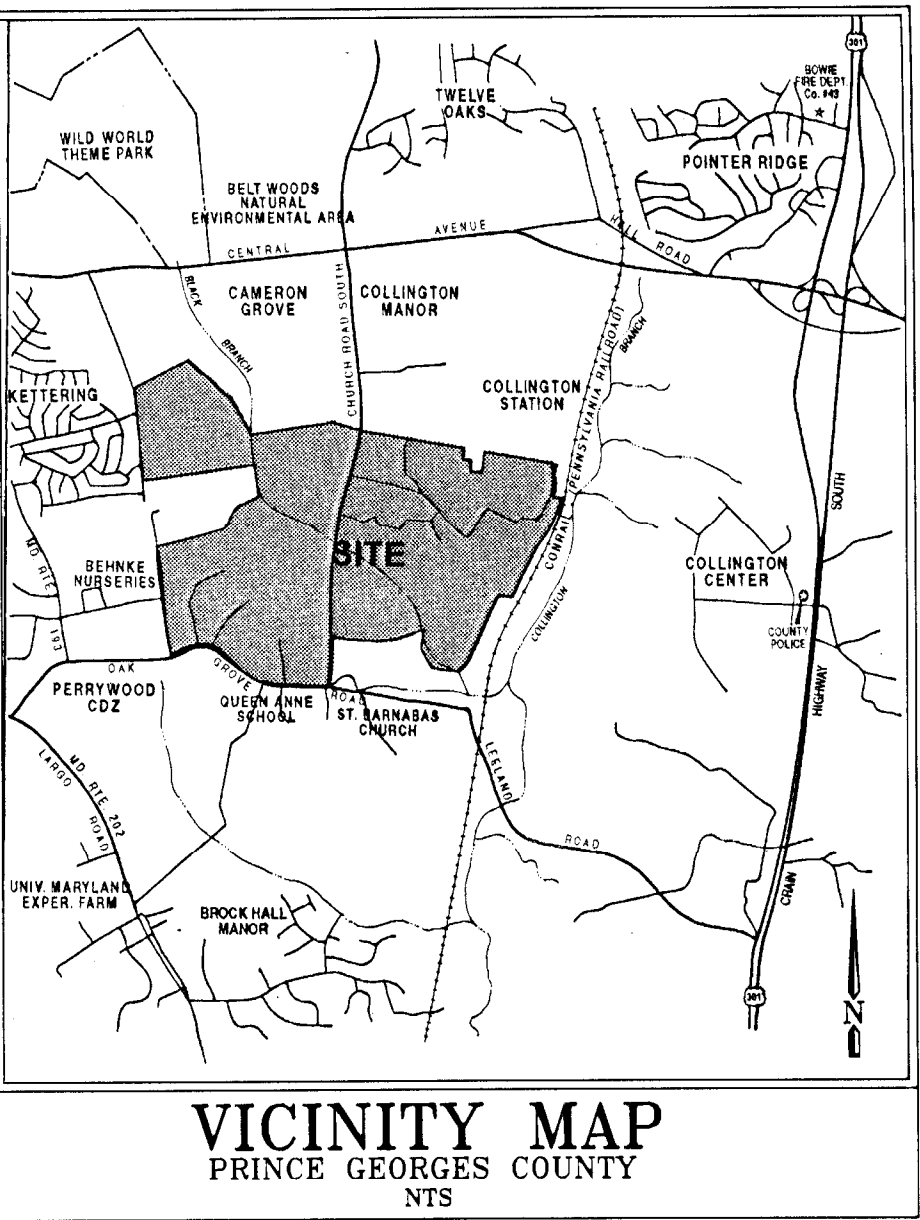 301
BOWIE
FIRE DEPT.
Co. #43
TWELVE
OAKS
WILD WORLD
THEME PARK
POINTER RIDGE
BELT WOODS
NATURAL
ENVIRONMENTAL AREA
CENTRAL AVENUE
HALL ROAD
BLACK BRANCH
CAMERON
GROVE
CHURCH ROAD SOUTH
COLLINGTON
MANOR
KETTERING
COLLINGTON
STATION
CONRAIL (PENNSYLVANIA RAILROAD)
COLLINGTON BRANCH
SITE
BEHNKE
NURSERIES
MD RTE 193
COLLINGTON
CENTER
COUNTY
POLICE
SOUTH
HIGHWAY
CRAIN
OAK GROVE ROAD
PERRYWOOD
CDZ
QUEEN ANNE
SCHOOL
ST. BARNABAS
CHURCH
LEELAND ROAD
MD RTE. 202
LARGO ROAD
UNIV. MARYLAND
EXPER. FARM
BROCK HALL
MANOR
301
N
VICINITY MAP
PRINCE GEORGES COUNTY
NTS